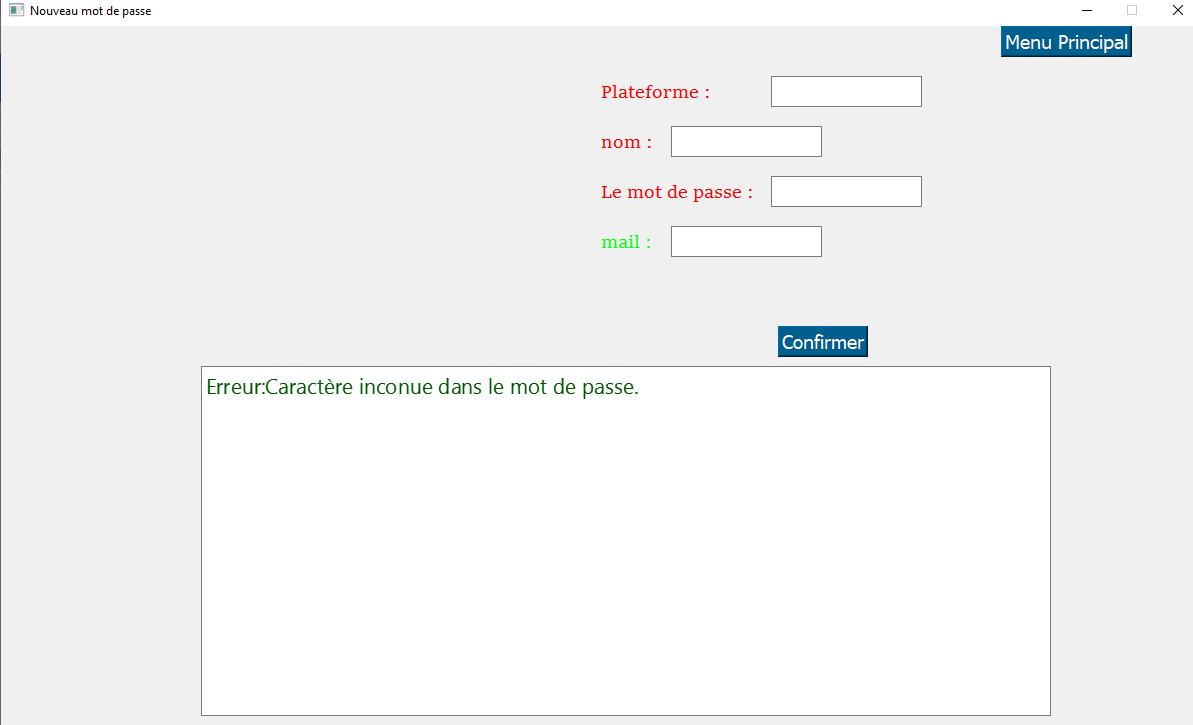 Nouveau mot de passe
Menu Principal
Plateforme :
nom :
Le mot de passe :
mail :
Confirmer
Erreur:Caractère inconue dans le mot de passe.